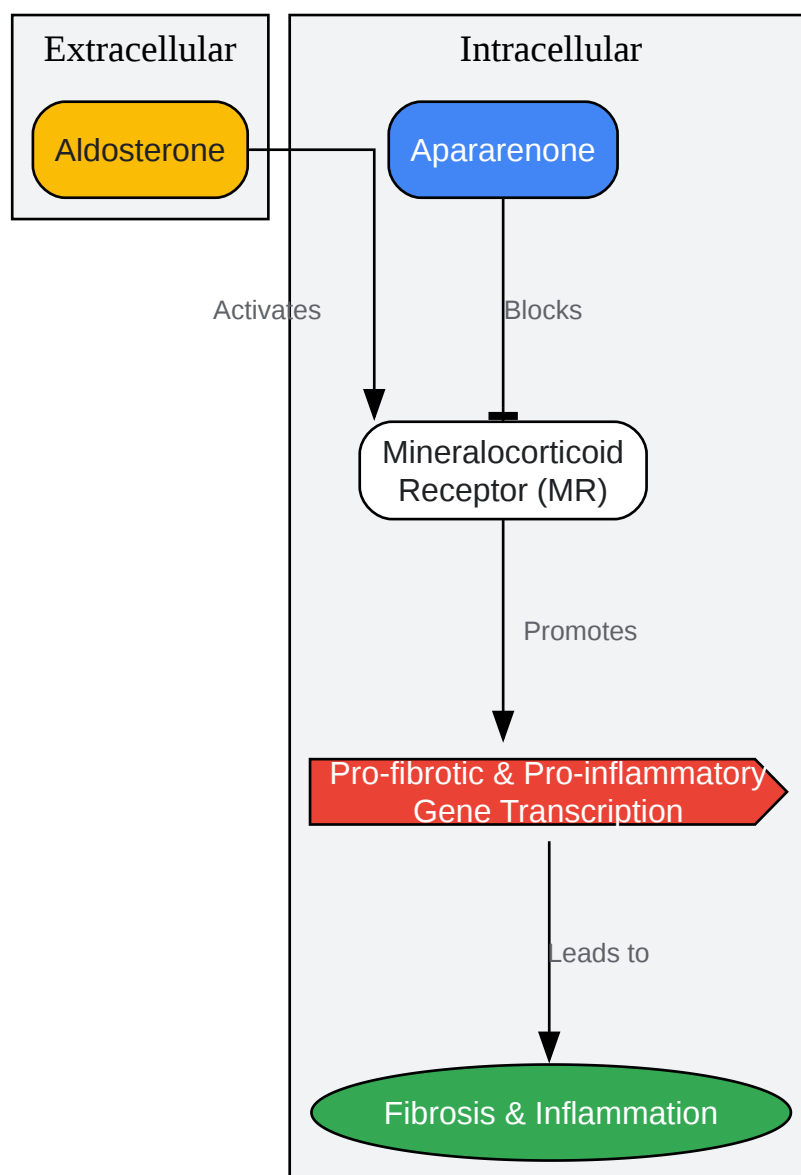 Extracellular
Intracellular
Aldosterone
Apararenone
Activates
Blocks
Mineralocorticoid
Receptor (MR)
Promotes
Pro-fibrotic & Pro-inflammatory
Gene Transcription
Leads to
Fibrosis & Inflammation